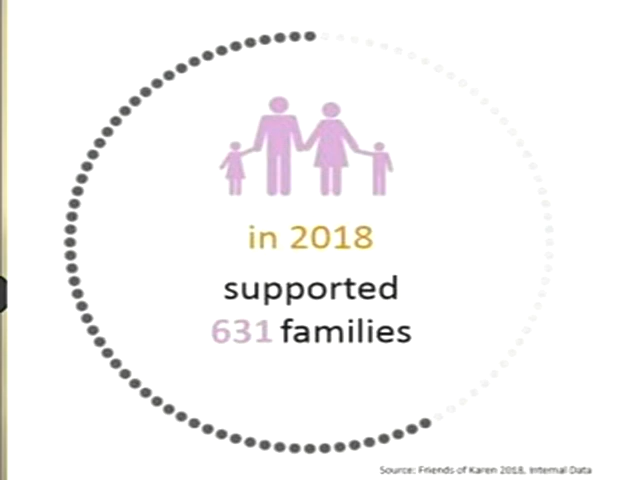 in 2018
supported
631 families
Source: Friends of Karen 2018, Internal Data